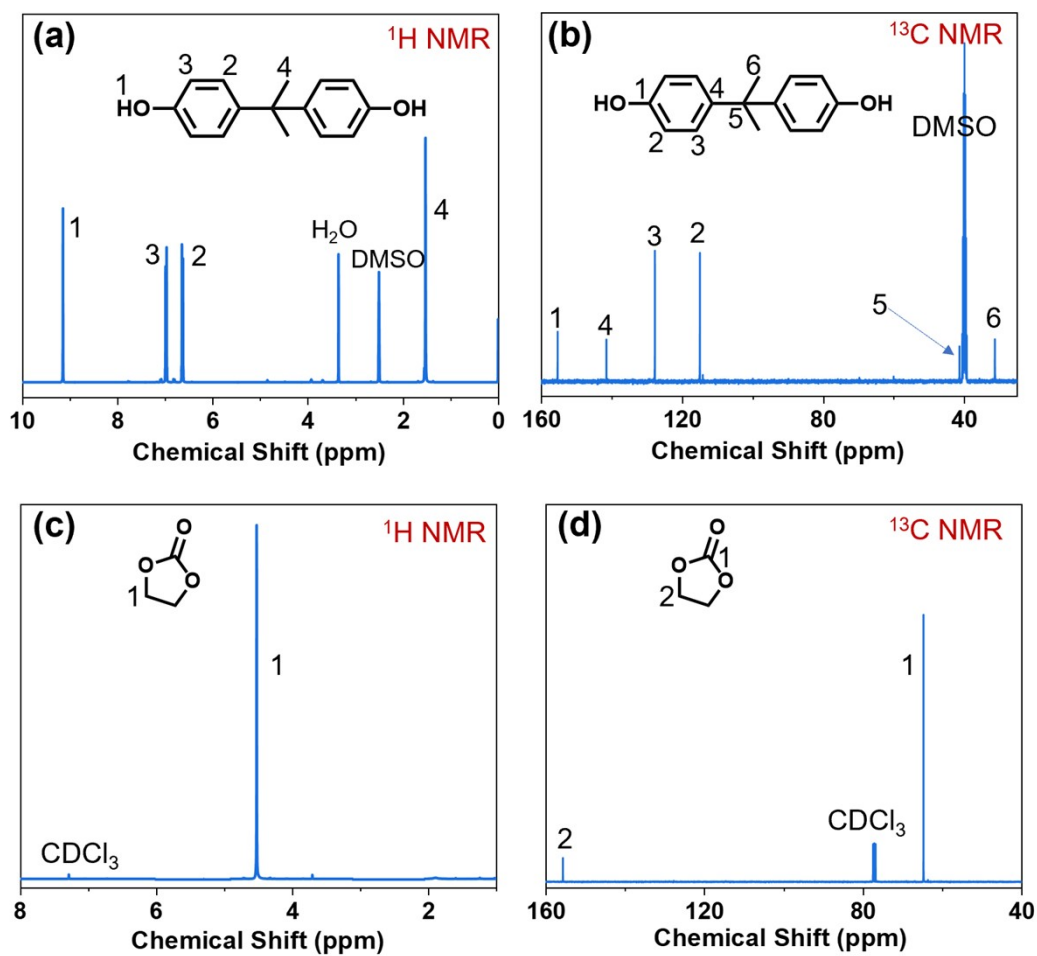 (a)
¹H NMR
1
3
2
4
HO
OH
1
3
2
H₂O
DMSO
4
10
8
6
4
2
0
Chemical Shift (ppm)
(b)
¹³C NMR
6
1
4
HO
OH
5
2
3
DMSO
1
4
3
2
5
6
160
120
80
40
Chemical Shift (ppm)
(c)
¹H NMR
O
O
O
1
1
CDCl₃
8
6
4
2
Chemical Shift (ppm)
(d)
¹³C NMR
O
1
O
O
2
1
CDCl₃
2
160
80
40
Chemical Shift (ppm)